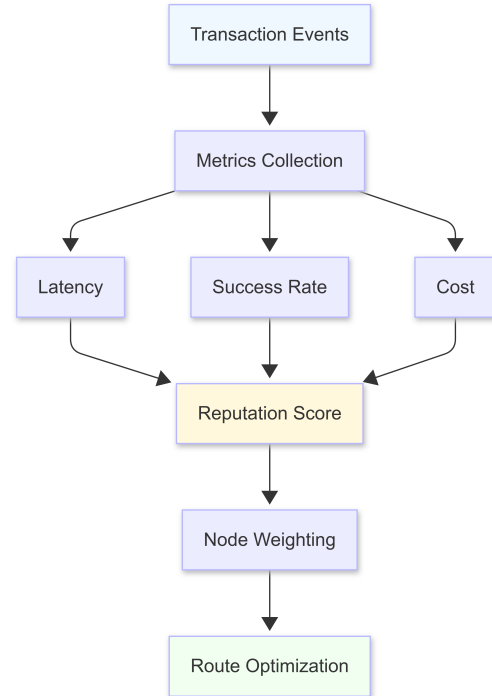 Transaction Events
Metrics Collection
Latency
Success Rate
Cost
Reputation Score
Node Weighting
Route Optimization